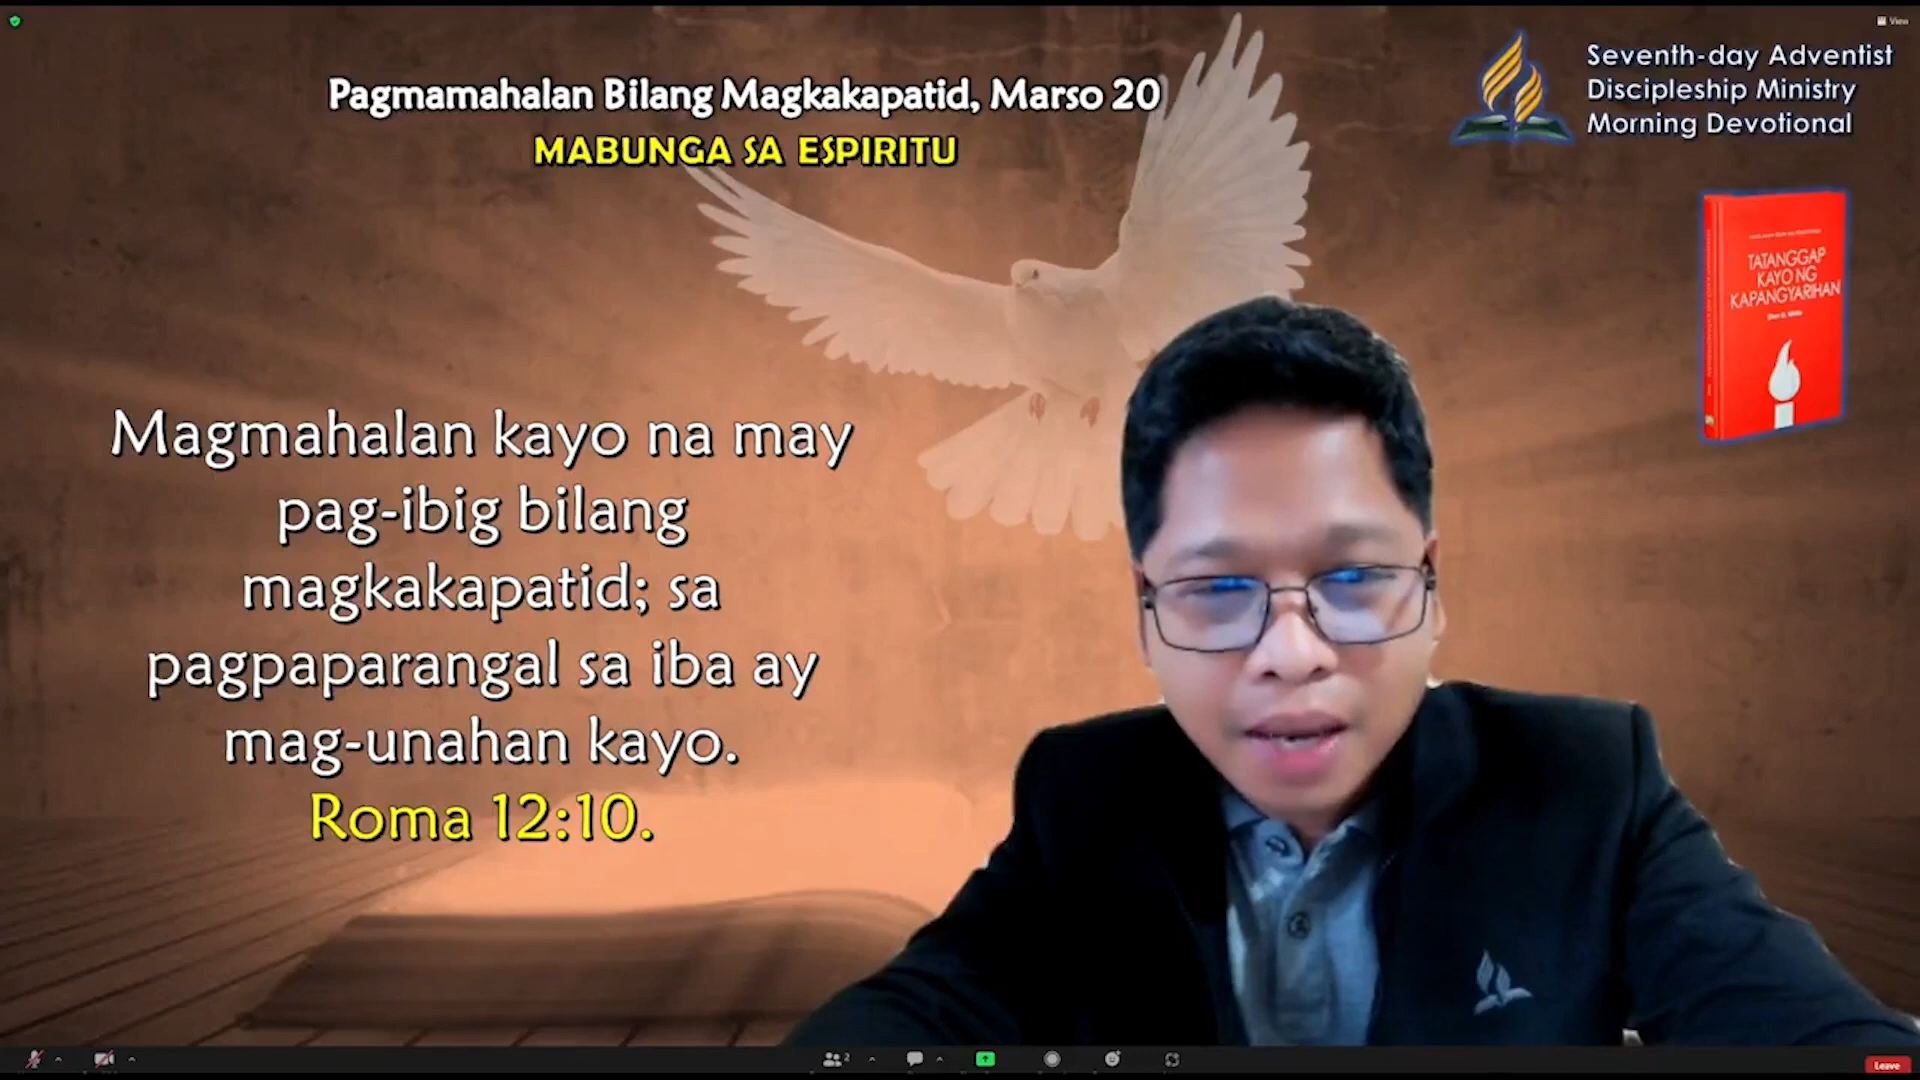 View
Pagmamahalan Bilang Magkakapatid, Marso 20
MABUNGA SA ESPIRITU
Seventh-day Adventist
Discipleship Ministry
Morning Devotional
TATANGGAP
KAYO NG
KAPANGYARIHAN
Magmahalan kayo na may
pag-ibig bilang
magkakapatid; sa
pagpaparangal sa iba ay
mag-unahan kayo.
Roma 12:10.
2
Leave